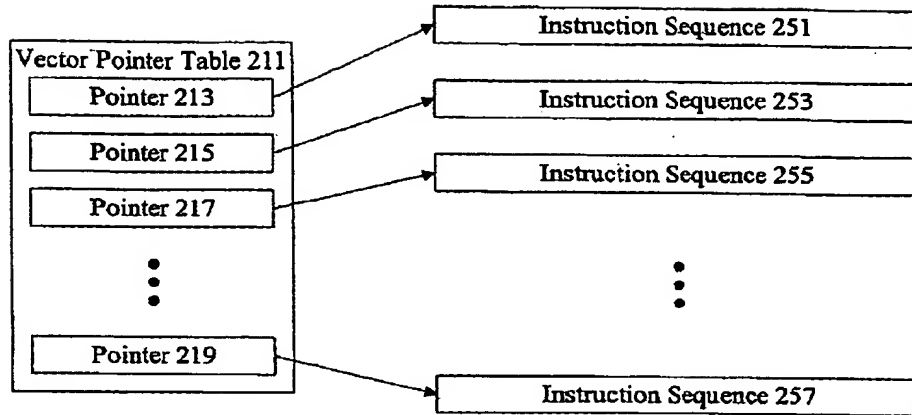 Instruction Sequence 251
Vector Pointer Table 211
Pointer 213
Instruction Sequence 253
Pointer 215
Instruction Sequence 255
Pointer 217
Pointer 219
Instruction Sequence 257